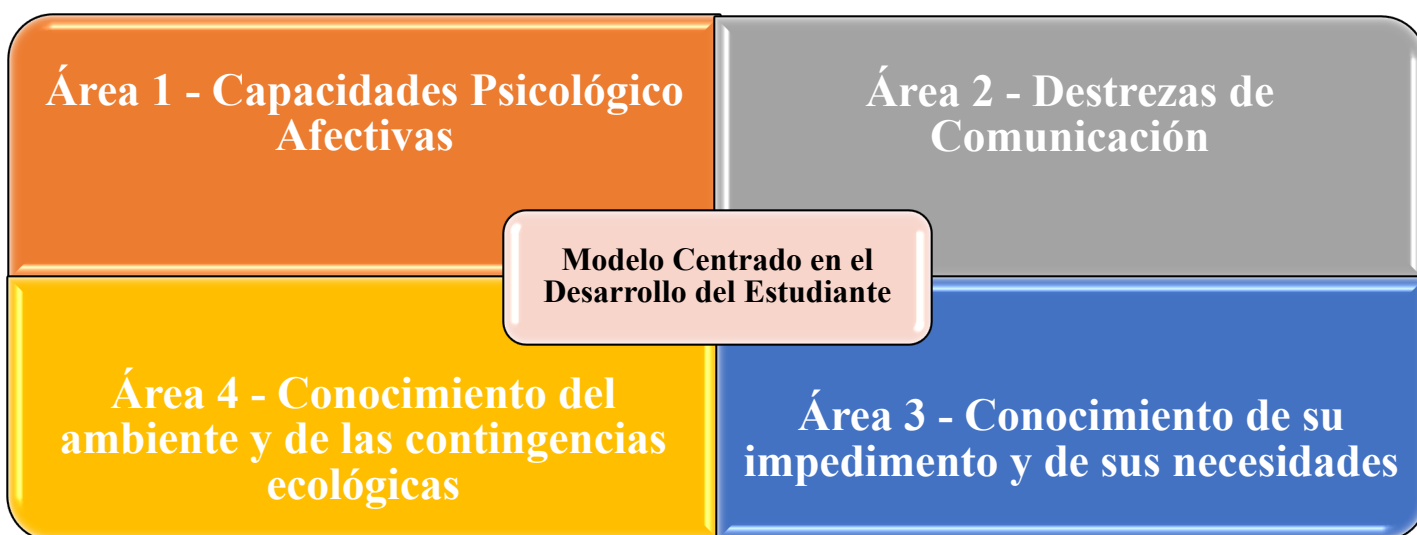 Área 1 - Capacidades Psicológico
Afectivas
Área 2 - Destrezas de
Comunicación
Modelo Centrado en el
Desarrollo del Estudiante
Área 4 - Conocimiento del
ambiente y de las contingencias
ecológicas
Área 3 - Conocimiento de su
impedimento y de sus necesidades